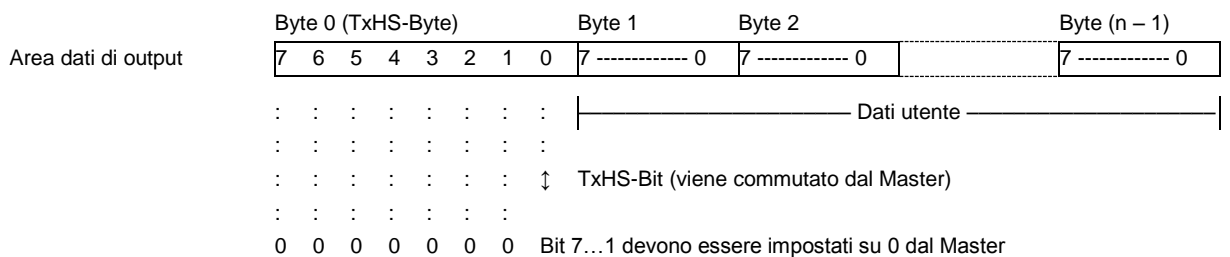 Byte 0 (TxHS-Byte) Byte 1 Byte 2 Byte (n – 1)
Area dati di output 7 6 5 4 3 2 1 0 7 ------------- 0 7 ------------- 0 7 ------------- 0
: : : : : : : : Dati utente
: : : : : : : :
: : : : : : : ↕ TxHS-Bit (viene commutato dal Master)
: : : : : : :
0 0 0 0 0 0 0 Bit 7…1 devono essere impostati su 0 dal Master